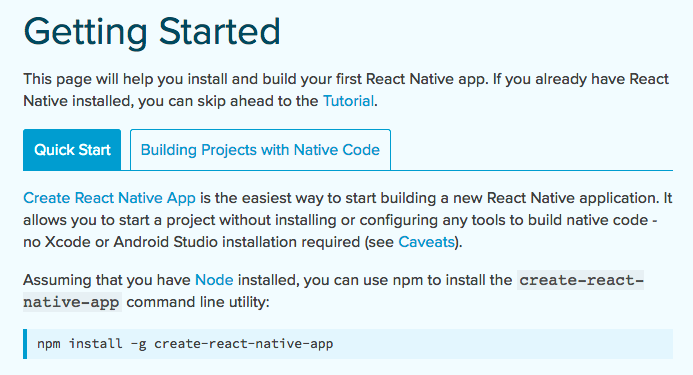 Getting Started
This page will help you install and build your first React Native app. If you already have React
Native installed, you can skip ahead to the Tutorial.
Quick Start
Building Projects with Native Code
Create React Native App is the easiest way to start building a new React Native application. It
allows you to start a project without installing or configuring any tools to build native code -
no Xcode or Android Studio installation required (see Caveats).
Assuming that you have Node installed, you can use npm to install the create-react-
native-app command line utility:
npm install -g create-react-native-app